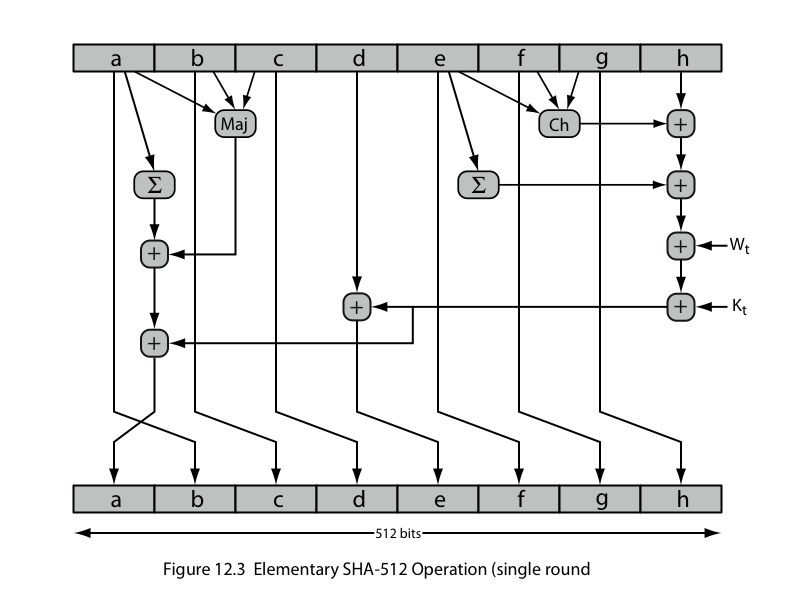 a b c d e f g h
Maj Ch +
Σ Σ +
+ + W_t
+ + K_t
+
a b c d e f g h
512 bits
Figure 12.3 Elementary SHA-512 Operation (single round